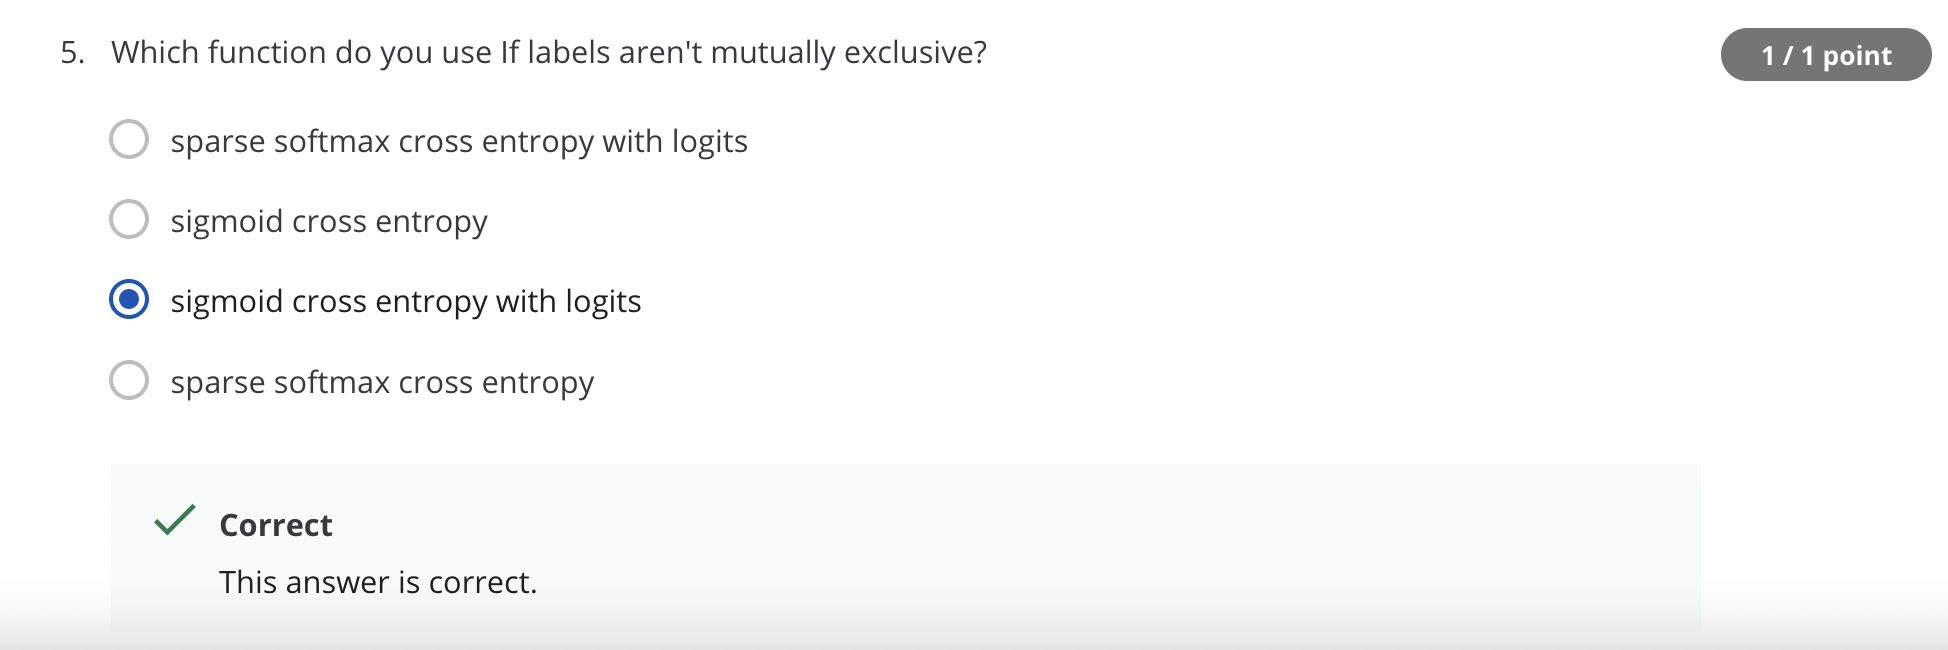 5. Which function do you use If labels aren't mutually exclusive?
1 / 1 point
sparse softmax cross entropy with logits
sigmoid cross entropy
sigmoid cross entropy with logits
sparse softmax cross entropy
Correct
This answer is correct.